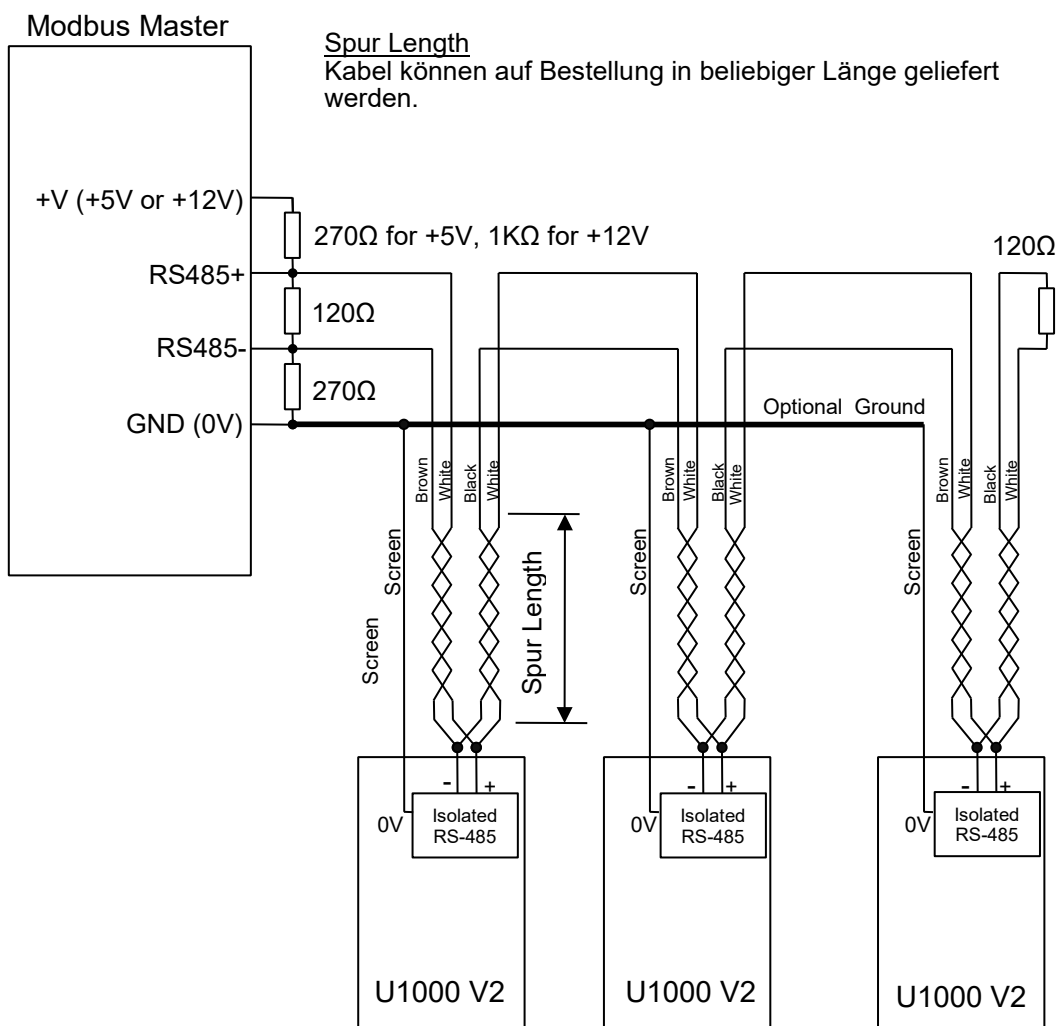 Modbus Master
Spur Length
Kabel können auf Bestellung in beliebiger Länge geliefert
werden.
+V (+5V or +12V)
270Ω for +5V, 1KΩ for +12V
120Ω
RS485+
120Ω
RS485-
270Ω
Optional Ground
GND (0V)
Brown
White
Black
White
Brown
White
Black
White
Brown
White
Black
White
Screen
Screen
Spur Length
Screen
Screen
- +
- +
- +
0V
Isolated
RS-485
0V
Isolated
RS-485
0V
Isolated
RS-485
U1000 V2
U1000 V2
U1000 V2